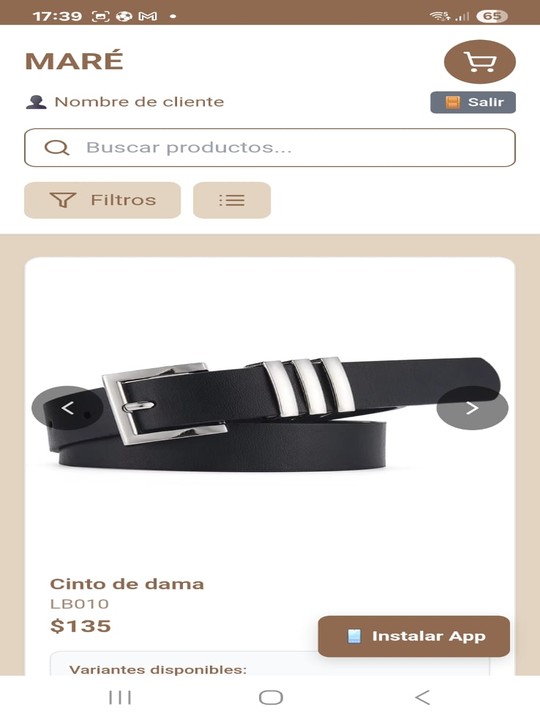 17:39
65
MARÉ
Nombre de cliente
Salir
Buscar productos...
Filtros
Cinto de dama
LB010
$135
Instalar App
Variantes disponibles: